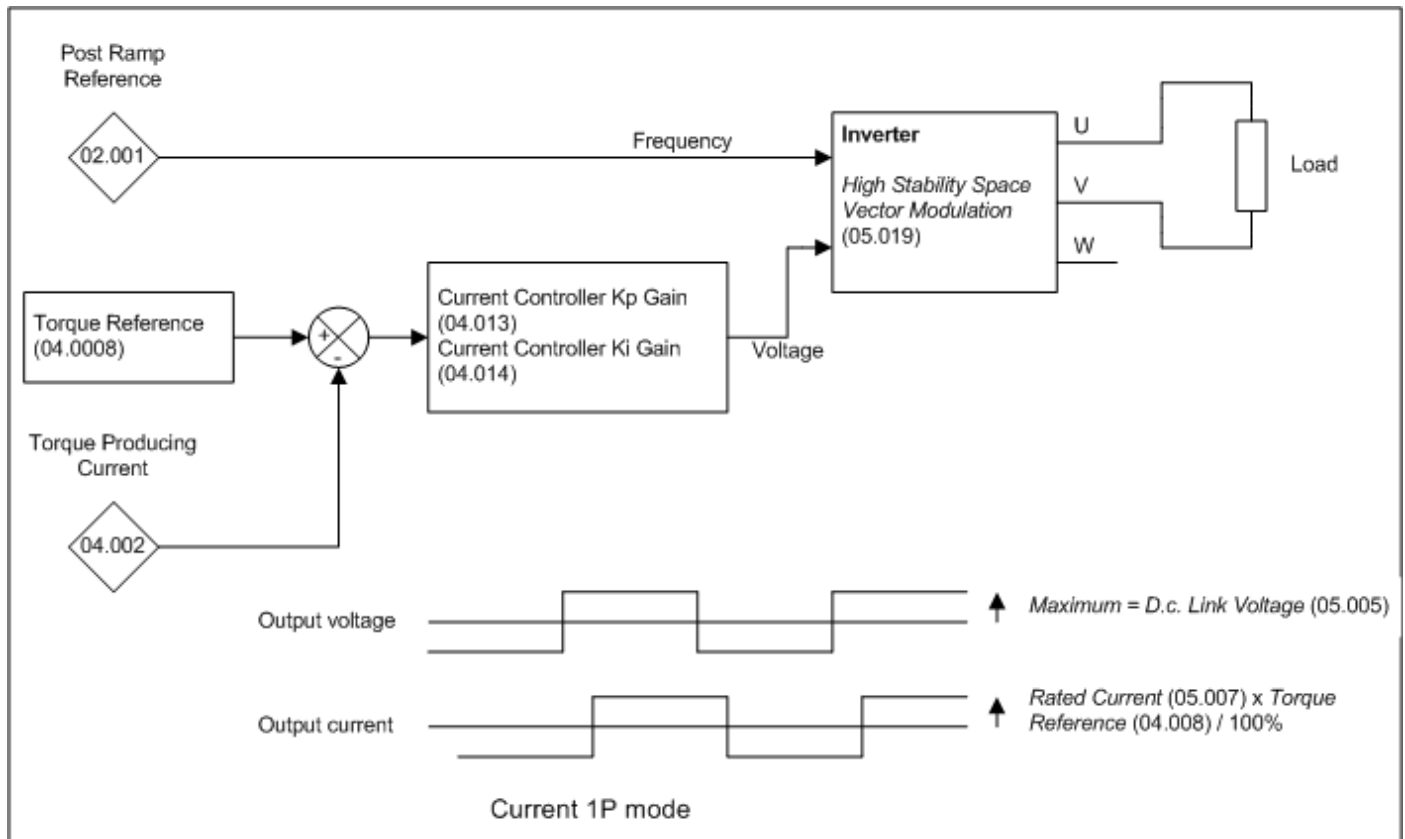 Post Ramp
Reference
02.001
Frequency
Inverter
High Stability Space
Vector Modulation
(05.019)
U
V
W
Load
Torque Reference
(04.0008)
+
-
Current Controller Kp Gain
(04.013)
Current Controller Ki Gain
(04.014)
Voltage
Torque Producing
Current
04.002
Output voltage
Maximum = D.c. Link Voltage (05.005)
Output current
Rated Current (05.007) x Torque
Reference (04.008) / 100%
Current 1P mode